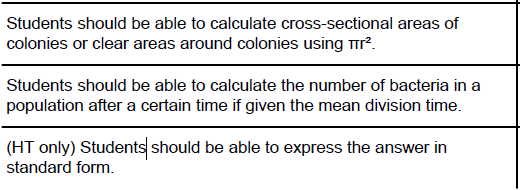 Students should be able to calculate cross-sectional areas of
colonies or clear areas around colonies using πr².
Students should be able to calculate the number of bacteria in a
population after a certain time if given the mean division time.
(HT only) Students should be able to express the answer in
standard form.